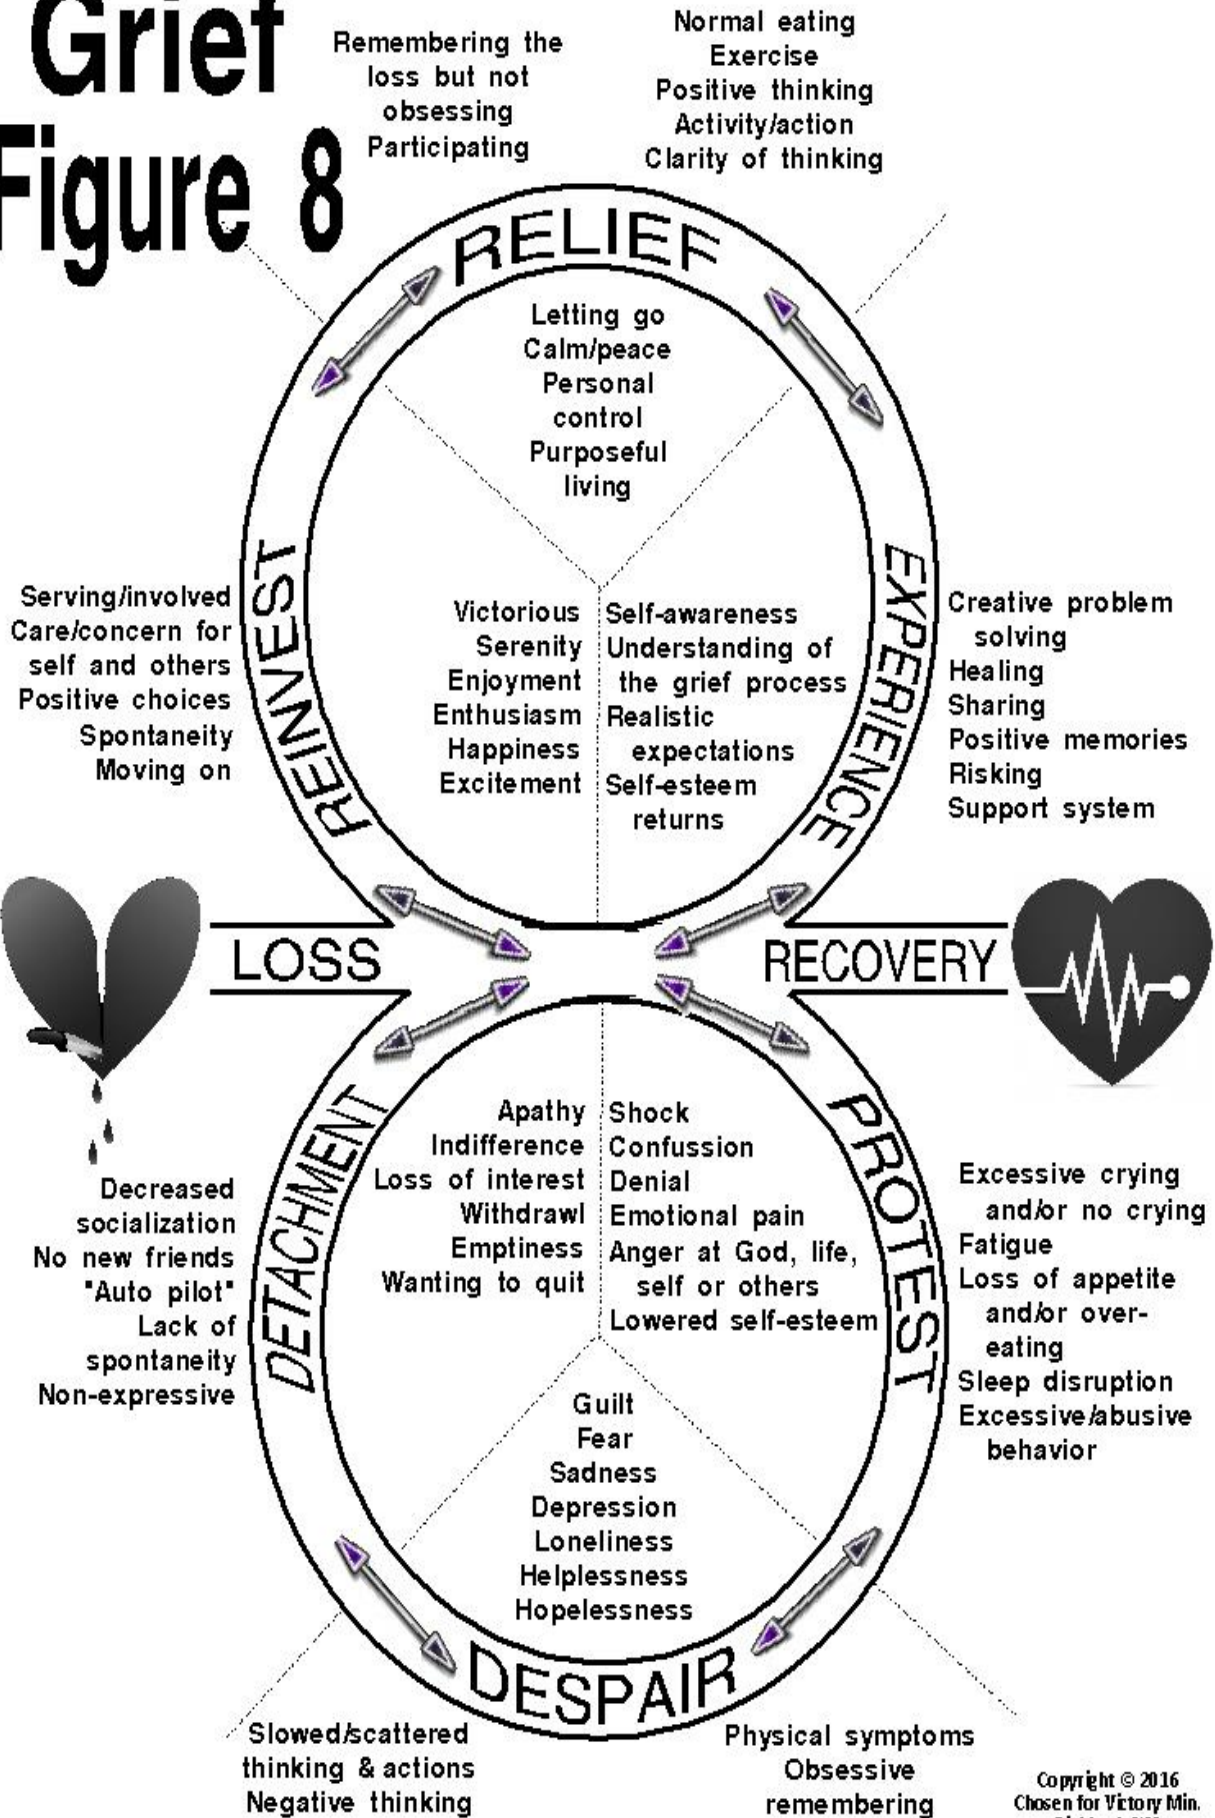 Grief
Figure 8
Remembering the
loss but not
obsessing
Participating
Normal eating
Exercise
Positive thinking
Activity/action
Clarity of thinking
RELIEF
Letting go
Calm/peace
Personal
control
Purposeful
living
REINVEST
Serving/involved
Care/concern for
self and others
Positive choices
Spontaneity
Moving on
Victorious
Serenity
Enjoyment
Enthusiasm
Happiness
Excitement
Self-awareness
Understanding of
the grief process
Realistic
expectations
Self-esteem
returns
EXPERIENCE
Creative problem
solving
Healing
Sharing
Positive memories
Risking
Support system
LOSS
RECOVERY
DETACHMENT
Decreased
socialization
No new friends
"Auto pilot"
Lack of
spontaneity
Non-expressive
Apathy
Indifference
Loss of interest
Withdrawl
Emptiness
Wanting to quit
Shock
Confussion
Denial
Emotional pain
Anger at God, life,
self or others
Lowered self-esteem
PROTEST
Excessive crying
and/or no crying
Fatigue
Loss of appetite
and/or over-
eating
Sleep disruption
Excessive/abusive
behavior
Guilt
Fear
Sadness
Depression
Loneliness
Helplessness
Hopelessness
DESPAIR
Slowed/scattered
thinking & actions
Negative thinking
Physical symptoms
Obsessive
remembering
Copyright © 2016
Chosen for Victory Min.